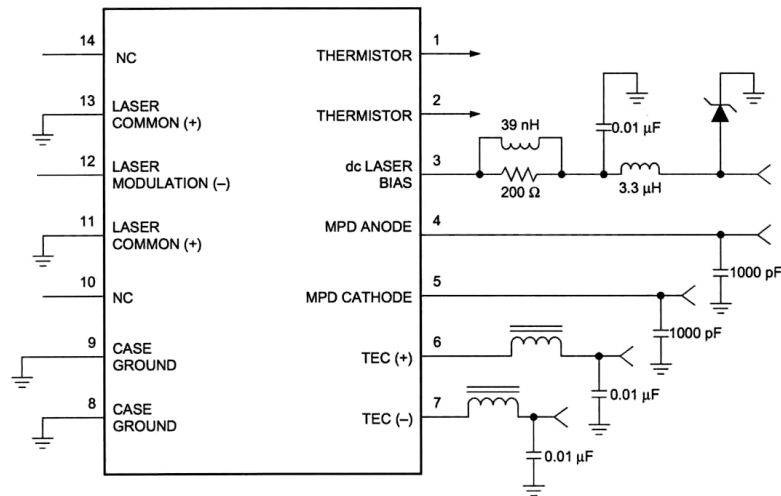 14
NC
13
LASER
COMMON (+)
12
LASER
MODULATION (–)
11
LASER
COMMON (+)
10
NC
9
CASE
GROUND
8
CASE
GROUND
1
THERMISTOR
2
THERMISTOR
3
dc LASER
BIAS
39 nH
200 Ω
0.01 µF
3.3 µH
4
MPD ANODE
1000 pF
5
MPD CATHODE
1000 pF
6
TEC (+)
0.01 µF
7
TEC (–)
0.01 µF